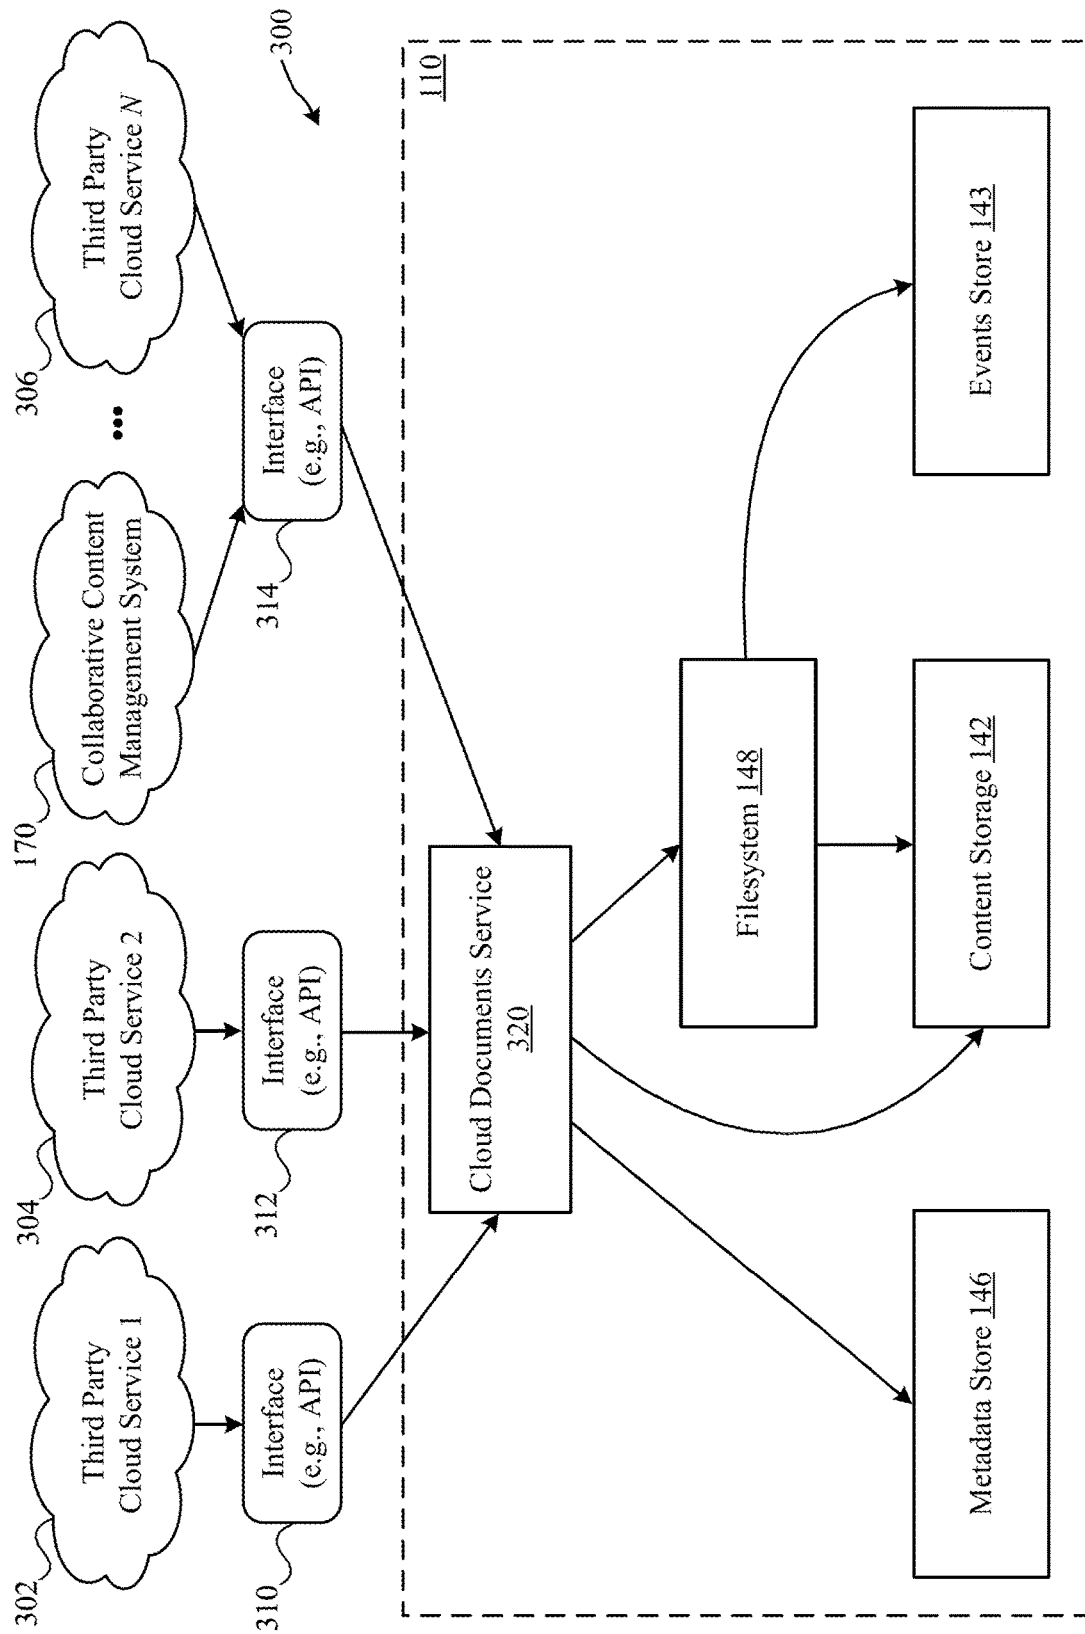 302
Third Party
Cloud Service 1
304
Third Party
Cloud Service 2
170
Collaborative Content
Management System
•••
306
Third Party
Cloud Service N
310
Interface
(e.g., API)
312
Interface
(e.g., API)
314
Interface
(e.g., API)
300
110
Cloud Documents Service
320
Filesystem 148
Metadata Store 146
Content Storage 142
Events Store 143